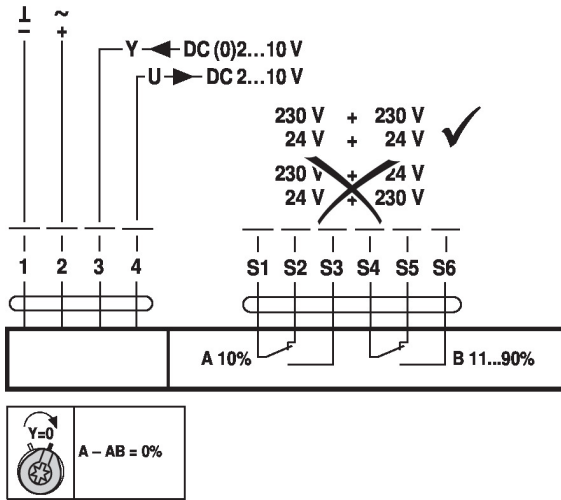 ⊥ ~
– +
Y DC (0)2...10 V
U DC 2...10 V
230 V + 230 V
24 V + 24 V
230 V + 24 V
24 V + 230 V
1 2 3 4 S1 S2 S3 S4 S5 S6
A 10% B 11...90%
Y=0
A – AB = 0%